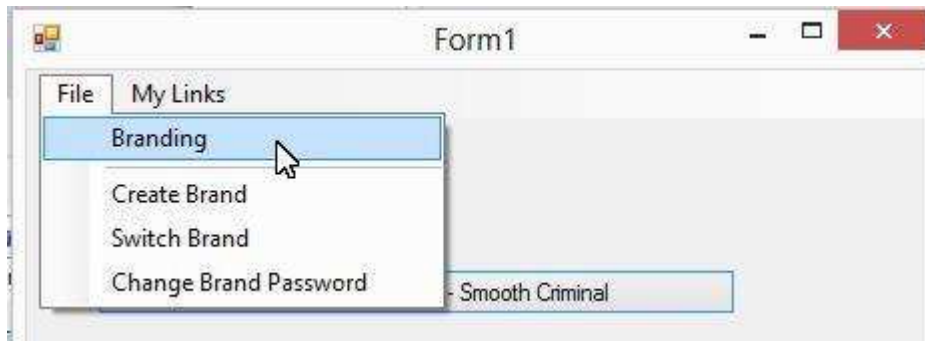 Form1
File My Links
Branding
Create Brand
Switch Brand
Change Brand Password
- Smooth Criminal